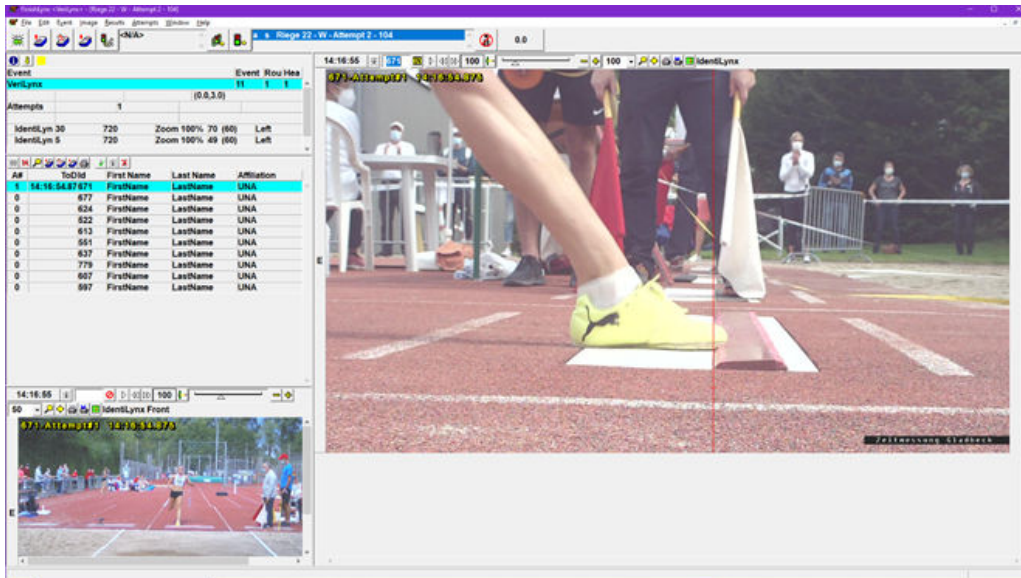 FinishLynx <VeriLynx> - [Riege 22 - W - Attempt 2 - 104]
File Edit Event Image Results Attempts Window Help
<N/A>
Riege 22 - W - Attempt 2 - 104
0.0
Event Event Rou Hea
VeriLynx 11 1 1
(0.0,3.0)
Attempts 1
IdentiLyn 30 720 Zoom 100% 70 (60) Left
IdentiLyn 5 720 Zoom 100% 49 (60) Left
A# ToD Id First Name Last Name Affiliation
1 14:16:54.87 671 FirstName LastName UNA
0 677 FirstName LastName UNA
0 624 FirstName LastName UNA
0 522 FirstName LastName UNA
0 613 FirstName LastName UNA
0 551 FirstName LastName UNA
0 637 FirstName LastName UNA
0 779 FirstName LastName UNA
0 607 FirstName LastName UNA
0 597 FirstName LastName UNA
14:16:55 100
50 IdentiLynx Front
671-Attempt#1 14:16:54.875
E
14:16:55 675 100 100 IdentiLynx
671-Attempt#1 14:16:54.875
E
Zeitmessung Gladbeck